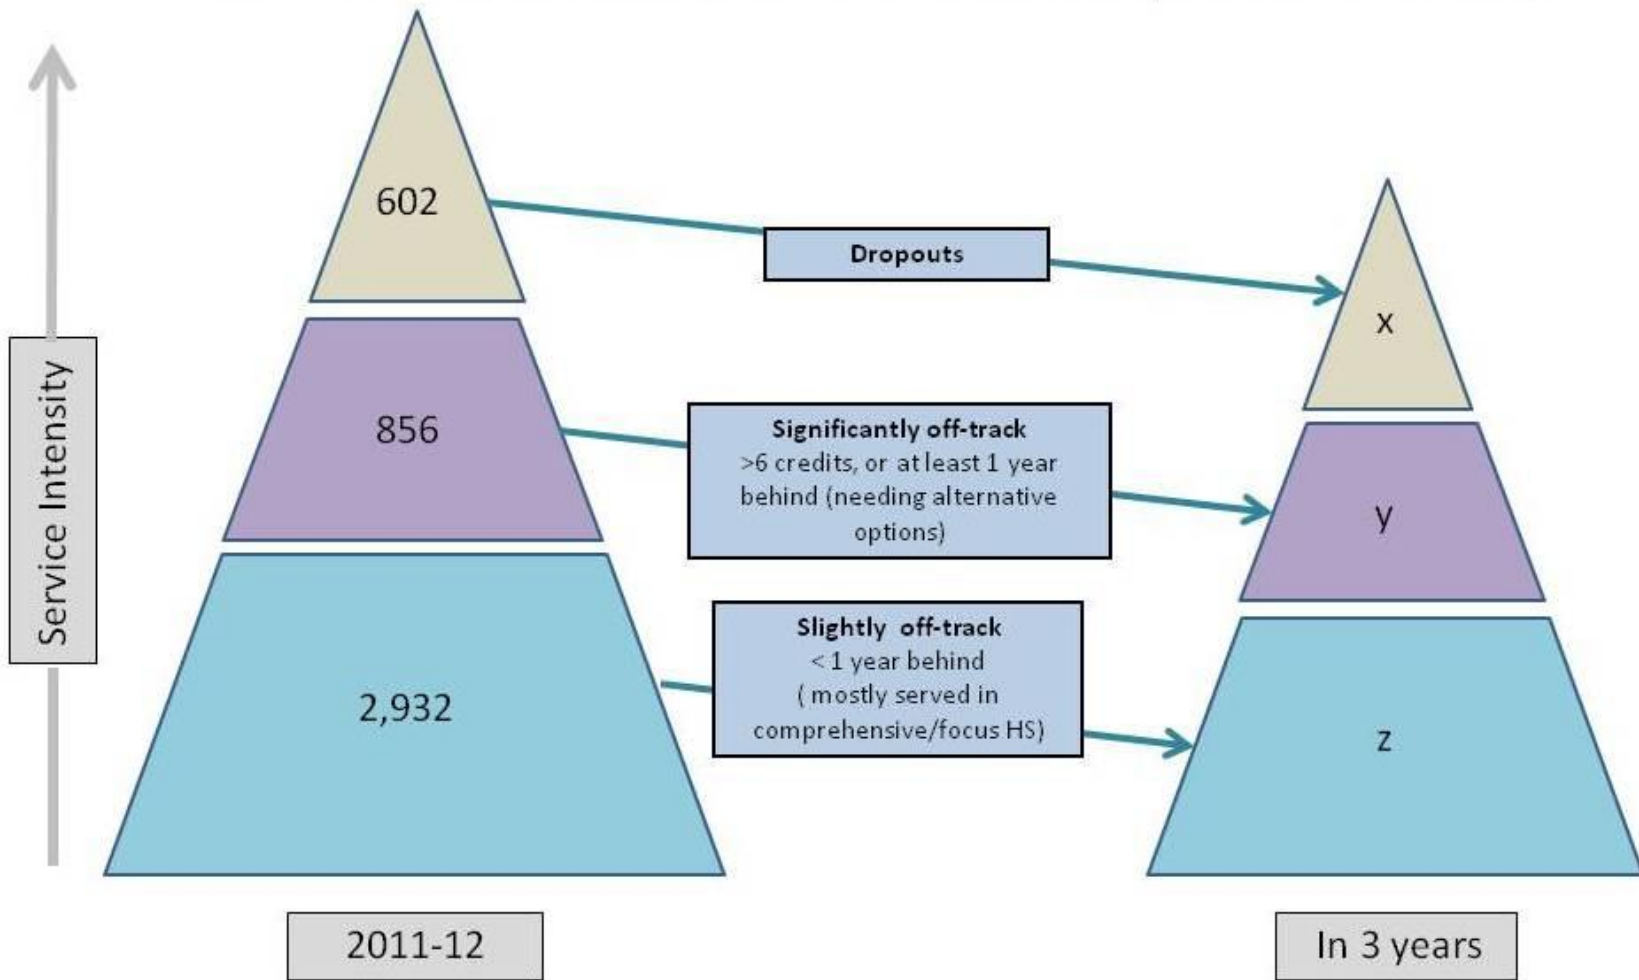 602
856
2,932
Service Intensity
Dropouts
Significantly off-track
>6 credits, or at least 1 year
behind (needing alternative
options)
Slightly off-track
< 1 year behind
( mostly served in
comprehensive/focus HS)
x
y
z
2011-12
In 3 years